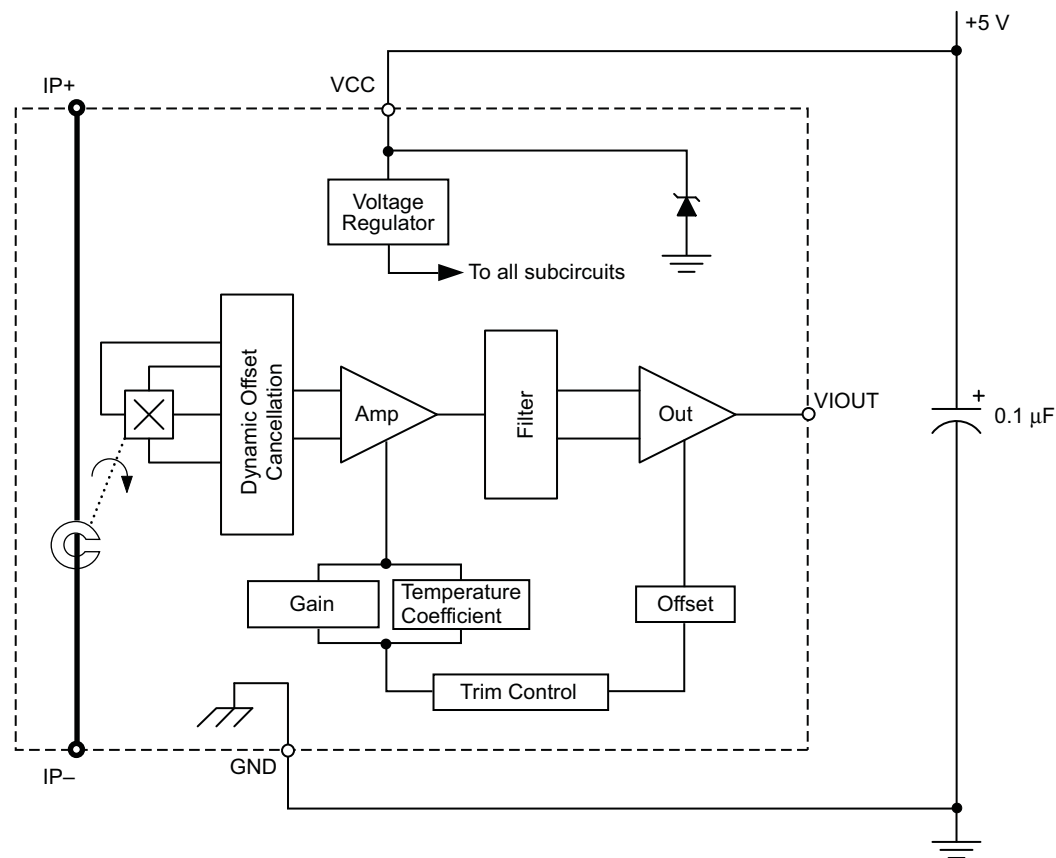 +5 V
IP+
VCC
Voltage
Regulator
To all subcircuits
Dynamic Offset
Cancellation
Amp
Filter
Out
VIOUT
+
0.1 µF
Gain
Temperature
Coefficient
Offset
Trim Control
GND
IP–